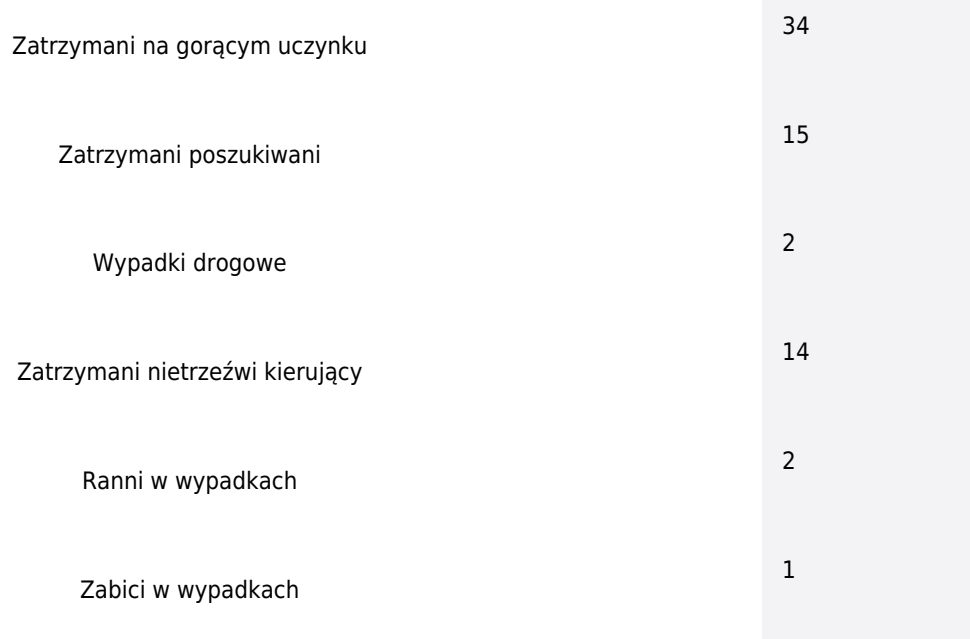 Zatrzymani na gorącym uczynku 34
Zatrzymani poszukiwani 15
Wypadki drogowe 2
Zatrzymani nietrzeźwi kierujący 14
Ranni w wypadkach 2
Zabici w wypadkach 1